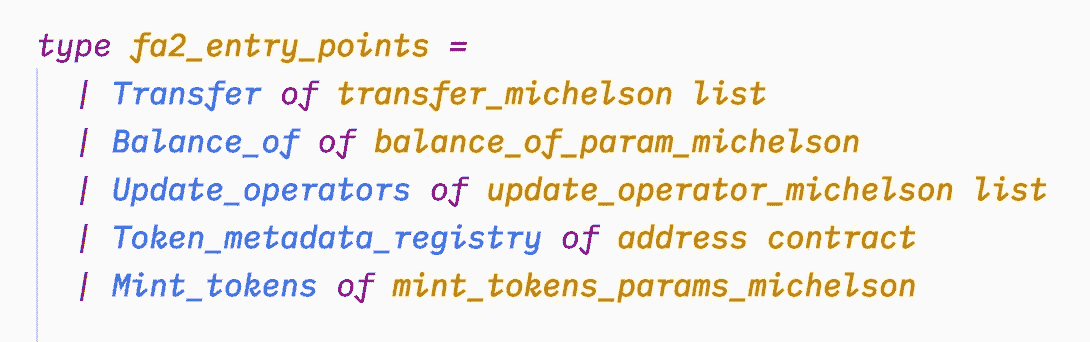 type fa2_entry_points =
| Transfer of transfer_michelson list
| Balance_of of balance_of_param_michelson
| Update_operators of update_operator_michelson list
| Token_metadata_registry of address contract
| Mint_tokens of mint_tokens_params_michelson